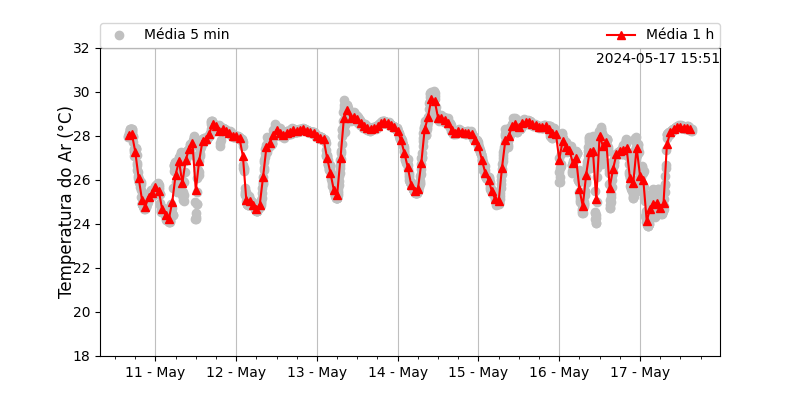 Média 5 min
Média 1 h
2024-05-17 15:51
Temperatura do Ar (°C)
32
30
28
26
24
22
20
18
11 - May
12 - May
13 - May
14 - May
15 - May
16 - May
17 - May